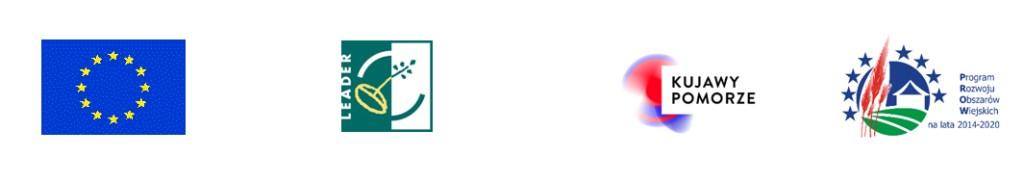 LEADER
KUJAWY
POMORZE
Program
Rozwoju
Obszarów
Wiejskich
na lata 2014-2020